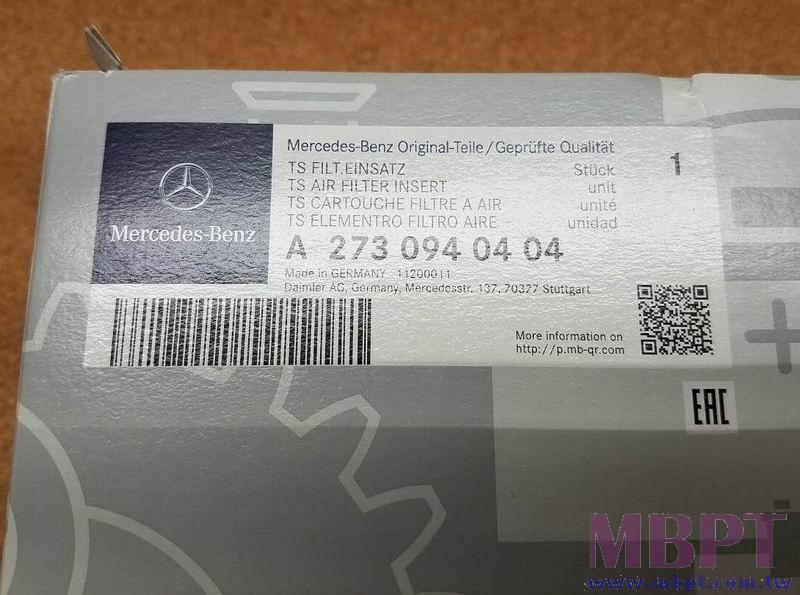 Mercedes-Benz Original-Teile/Geprüfte Qualität
TS FILT.EINSATZ Stück 1
TS AIR FILTER INSERT unit
TS CARTOUCHE FILTRE A AIR unité
TS ELEMENTRO FILTRO AIRE unidad
Mercedes-Benz
A 273 094 04 04
Made in GERMANY 11200011
Daimler AG, Germany, Mercedesstr. 137, 70327 Stuttgart
More information on
http://p.mb-qr.com
EAC
MBPT
www.mbpt.com.tw